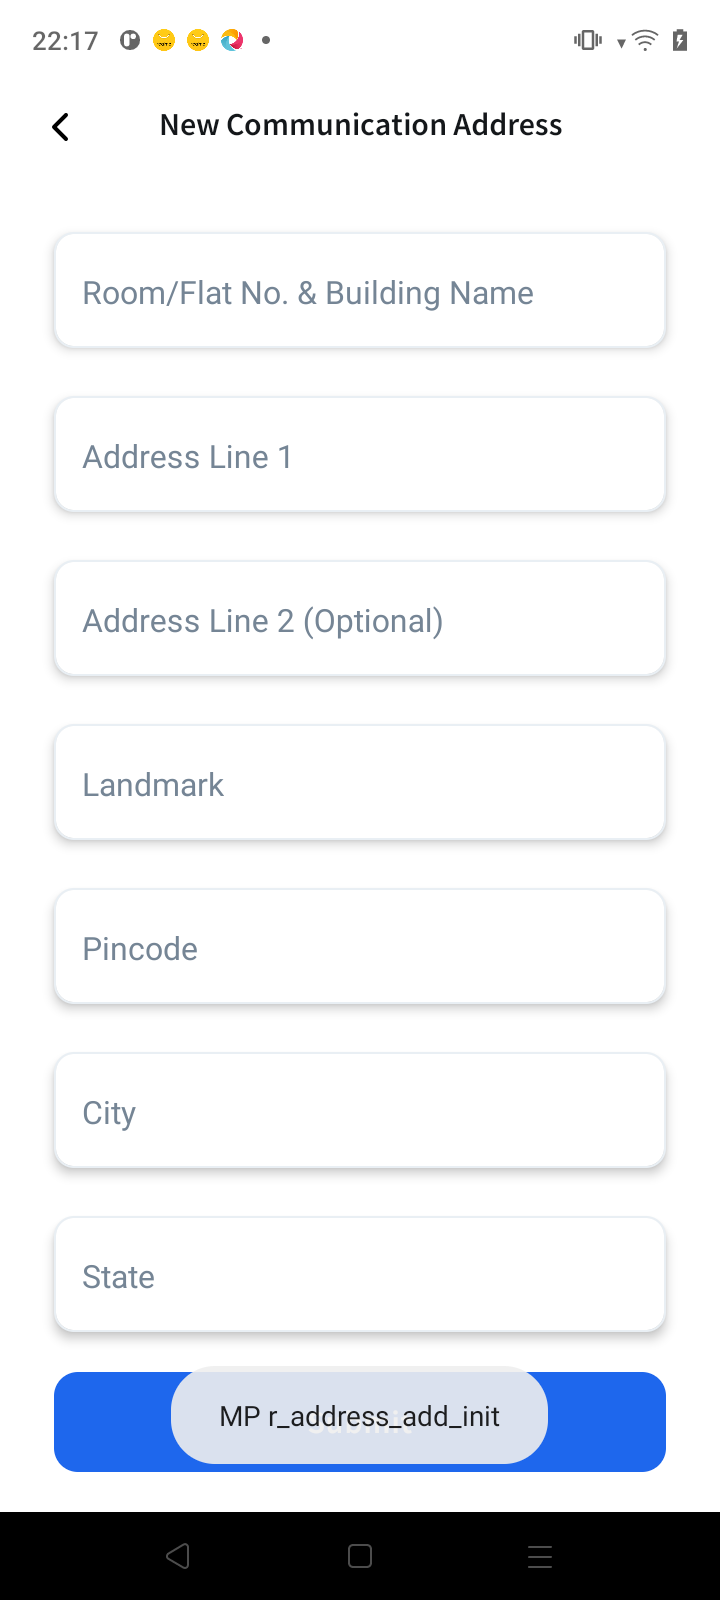 22:17
New Communication Address
Room/Flat No. & Building Name
Address Line 1
Address Line 2 (Optional)
Landmark
Pincode
City
State
MP r_address_add_init